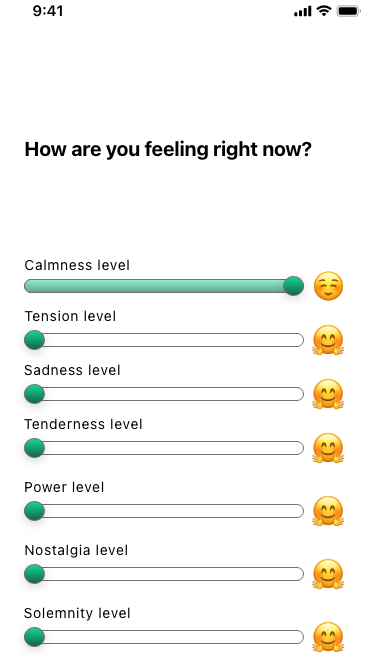 9:41
How are you feeling right now?
Calmness level
Tension level
Sadness level
Tenderness level
Power level
Nostalgia level
Solemnity level